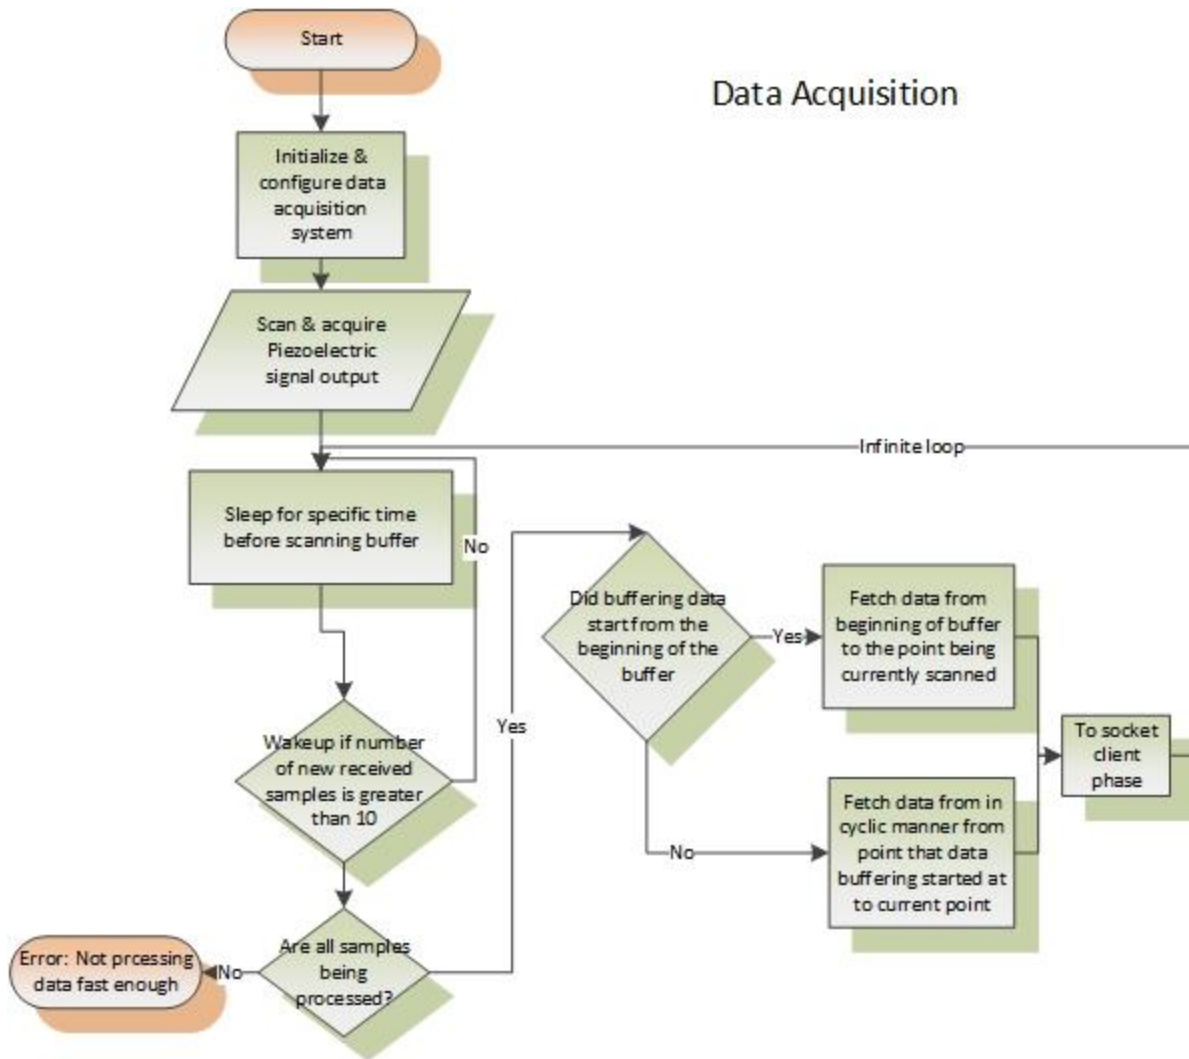 Start
Data Acquisition
Initialize &
configure data
acquisition
system
Scan & acquire
Piezoelectric
signal output
Infinite loop
Sleep for specific time
before scanning buffer
No
Wakeup if number
of new received
samples is greater
than 10
Are all samples
being
processed?
No
Error: Not prcessing
data fast enough
Yes
Did buffering data
start from the
beginning of the
buffer
Yes
Fetch data from
beginning of buffer
to the point being
currently scanned
No
Fetch data from in
cyclic manner from
point that data
buffering started at
to current point
To socket
client
phase